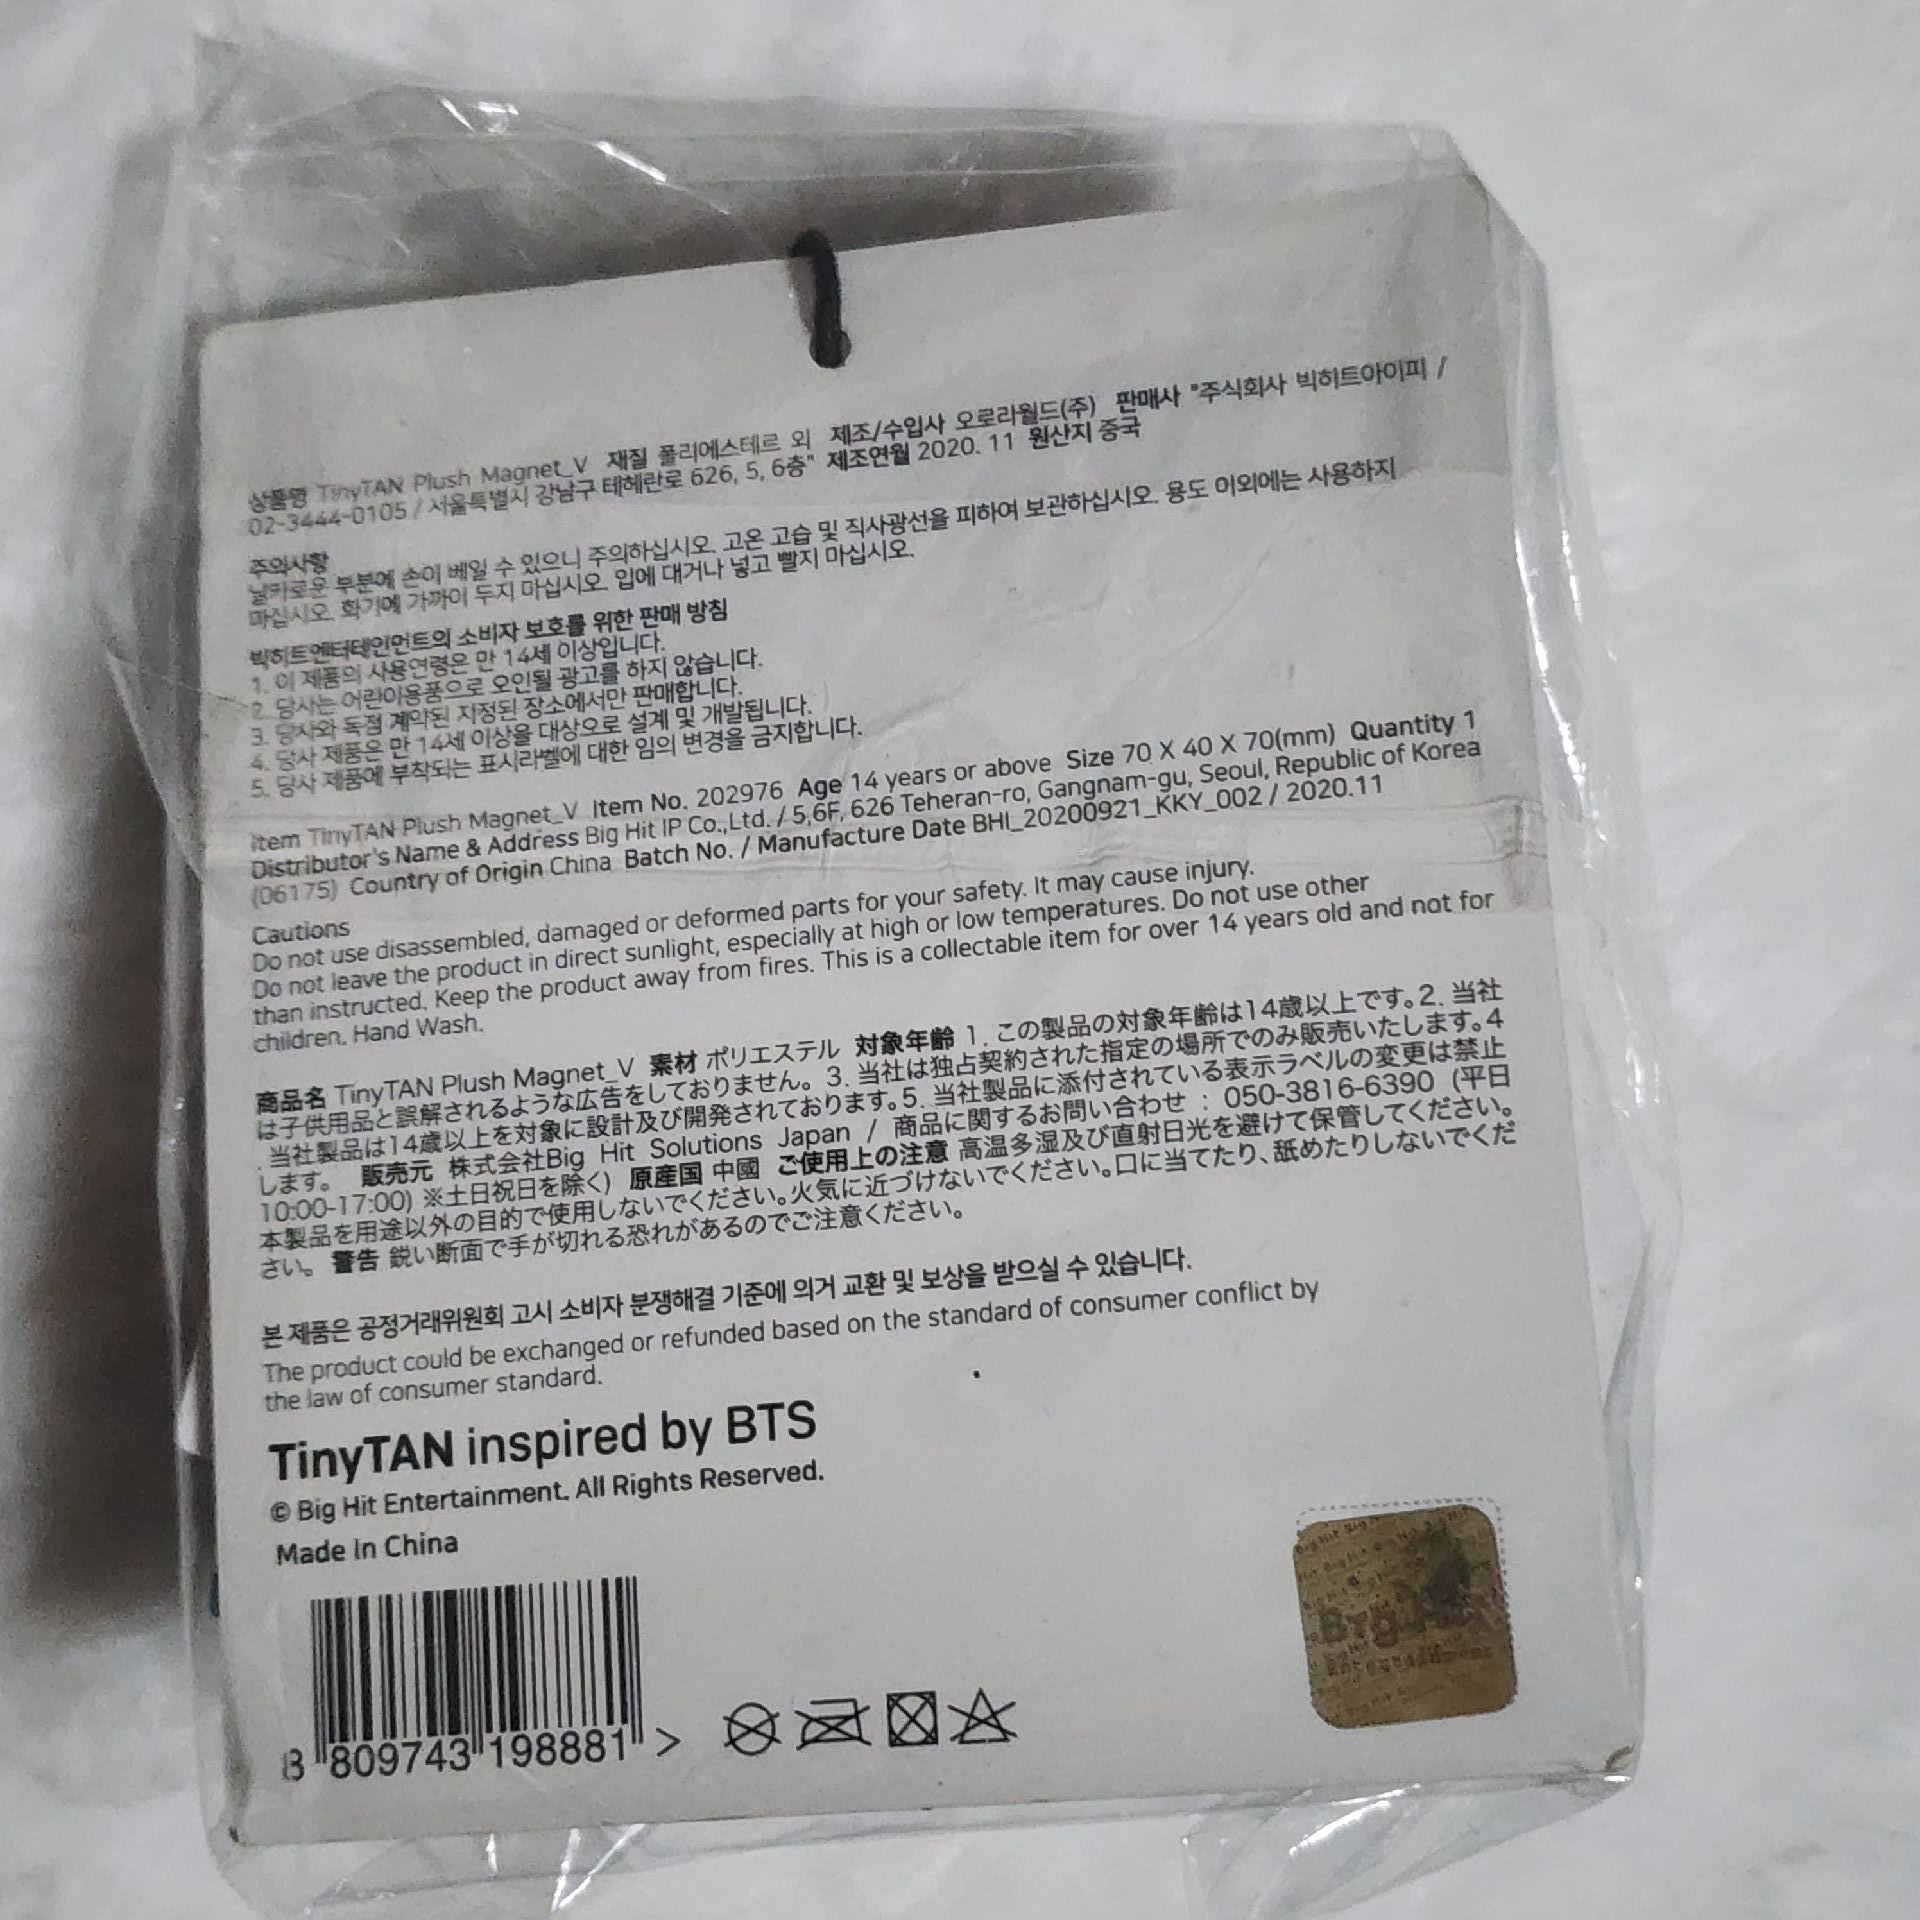 상품명 TinyTAN Plush Magnet_V 재질 폴리에스테르 외 제조/수입사 오로라월드(주) 판매사 "주식회사 빅히트아이피 /
02-3444-0105 / 서울특별시 강남구 테헤란로 626, 5, 6층" 제조연월 2020. 11 원산지 중국
주의사항
날카로운 부분에 손이 베일 수 있으니 주의하십시오. 고온 고습 및 직사광선을 피하여 보관하십시오. 용도 이외에는 사용하지
마십시오. 화기에 가까이 두지 마십시오. 입에 대거나 넣고 빨지 마십시오.
빅히트엔터테인먼트의 소비자 보호를 위한 판매 방침
1. 이 제품의 사용연령은 만 14세 이상입니다.
2. 당사는 어린이용품으로 오인될 광고를 하지 않습니다.
3. 당사와 독점 계약된 지정된 장소에서만 판매합니다.
4. 당사 제품은 만 14세 이상을 대상으로 설계 및 개발됩니다.
5. 당사 제품에 부착되는 표시라벨에 대한 임의 변경을 금지합니다.
Item TinyTAN Plush Magnet_V Item No. 202976 Age 14 years or above Size 70 X 40 X 70(mm) Quantity 1
Distributor's Name & Address Big Hit IP Co.,Ltd. / 5,6F, 626 Teheran-ro, Gangnam-gu, Seoul, Republic of Korea
(06175) Country of Origin China Batch No. / Manufacture Date BHI_20200921_KKY_002 / 2020.11
Cautions
Do not use disassembled, damaged or deformed parts for your safety. It may cause injury.
Do not leave the product in direct sunlight, especially at high or low temperatures. Do not use other
than instructed. Keep the product away from fires. This is a collectable item for over 14 years old and not for
children. Hand Wash.
商品名 TinyTAN Plush Magnet_V 素材 ポリエステル 対象年齢 1. この製品の対象年齢は14歳以上です。2. 当社
は子供用品と誤解されるような広告をしておりません。3. 当社は独占契約された指定の場所でのみ販売いたします。4
. 当社製品は14歳以上を対象に設計及び開発されております。5. 当社製品に添付されている表示ラベルの変更は禁止
します。 販売元 株式会社Big Hit Solutions Japan / 商品に関するお問い合わせ : 050-3816-6390 (平日
10:00-17:00) ※土日祝日を除く) 原産国 中國 ご使用上の注意 高温多湿及び直射日光を避けて保管してください。
本製品を用途以外の目的で使用しないでください。火気に近づけないでください。口に当てたり、舐めたりしないでくだ
さい。 警告 鋭い断面で手が切れる恐れがあるのでご注意ください。
본 제품은 공정거래위원회 고시 소비자 분쟁해결 기준에 의거 교환 및 보상을 받으실 수 있습니다.
The product could be exchanged or refunded based on the standard of consumer conflict by
the law of consumer standard.
TinyTAN inspired by BTS
© Big Hit Entertainment. All Rights Reserved.
Made in China
8 809743 198881 >
Big Hit
Entertainment